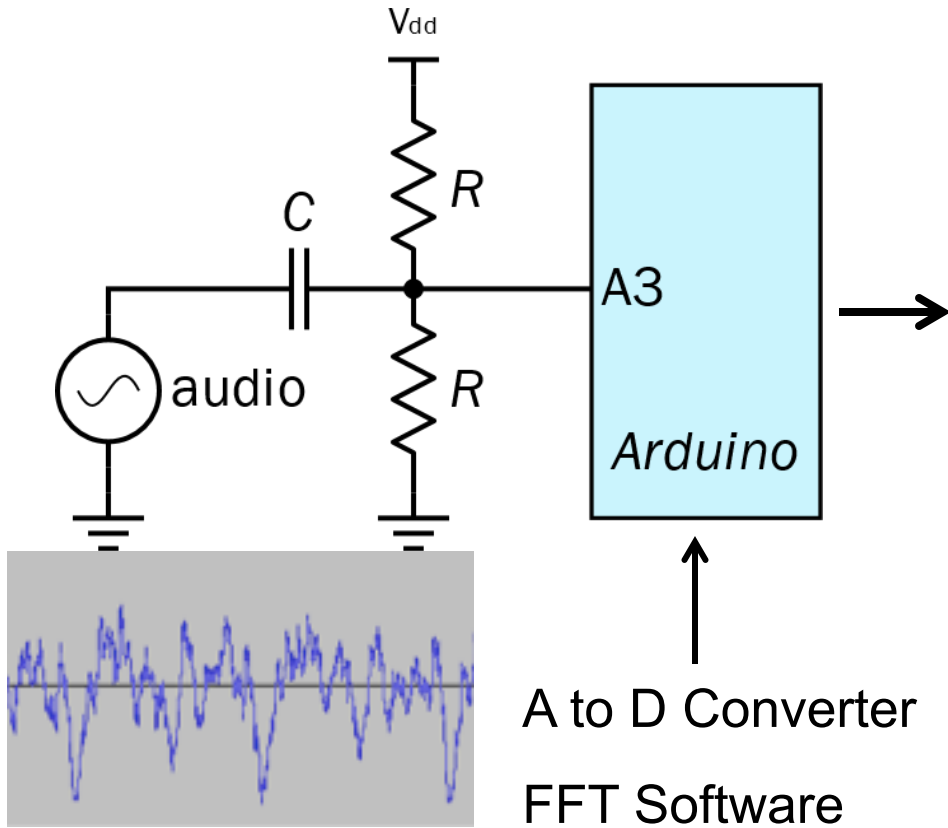 Vdd
R
C
A3
audio
R
Arduino
A to D Converter
FFT Software